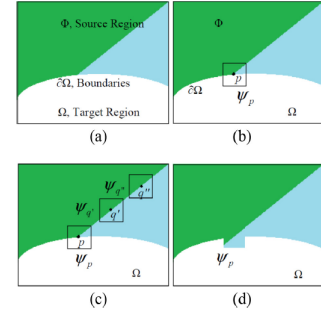 Φ, Source Region
∂Ω, Boundaries
Ω, Target Region
(a)
Φ
p
∂Ω
Ψp
Ω
(b)
Ψq''
q''
Ψq'
q'
p
Ψp
Ω
(c)
Ψp
Ω
(d)